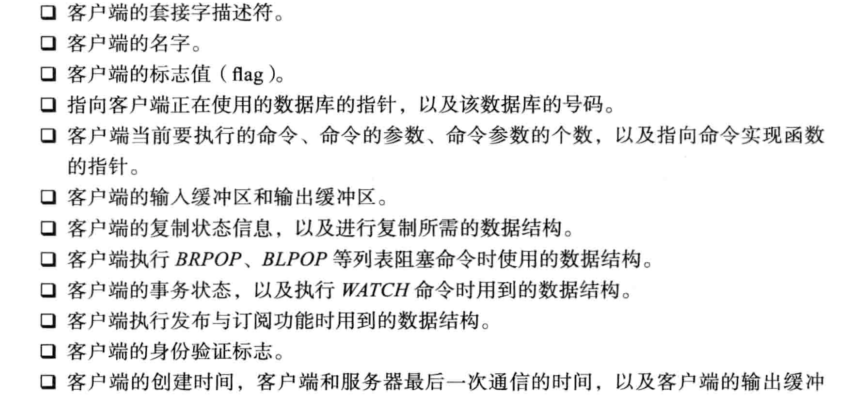 ❑ 客户端的套接字描述符。
❑ 客户端的名字。
❑ 客户端的标志值（flag）。
❑ 指向客户端正在使用的数据库的指针，以及该数据库的号码。
❑ 客户端当前要执行的命令、命令的参数、命令参数的个数，以及指向命令实现函数
的指针。
❑ 客户端的输入缓冲区和输出缓冲区。
❑ 客户端的复制状态信息，以及进行复制所需的数据结构。
❑ 客户端执行 BRPOP、BLPOP 等列表阻塞命令时使用的数据结构。
❑ 客户端的事务状态，以及执行 WATCH 命令时用到的数据结构。
❑ 客户端执行发布与订阅功能时用到的数据结构。
❑ 客户端的身份验证标志。
❑ 客户端的创建时间，客户端和服务器最后一次通信的时间，以及客户端的输出缓冲